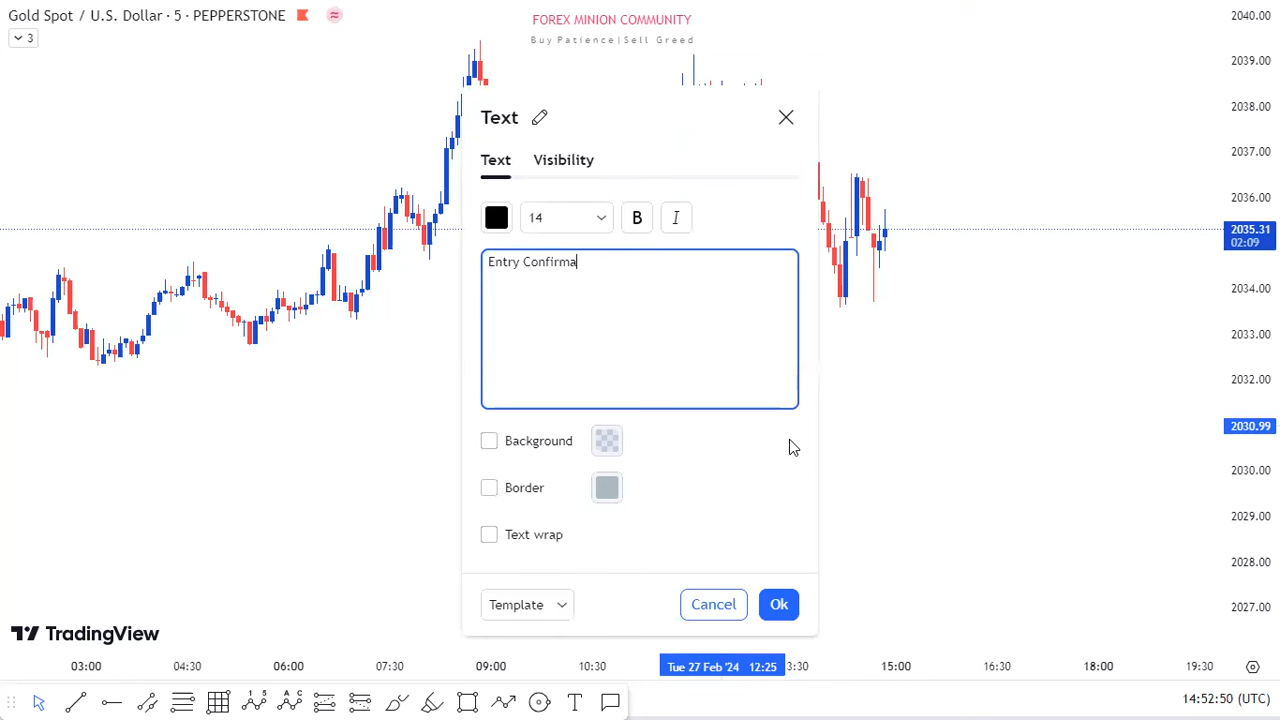 Gold Spot / U.S. Dollar · 5 · PEPPERSTONE
3
FOREX MINION COMMUNITY
Buy Patience|Sell Greed
Text
Text Visibility
14 B I
Entry Confirma
Background
Border
Text wrap
Template Cancel Ok
2040.00
2039.00
2038.00
2037.00
2036.00
2035.31
02:09
2034.00
2033.00
2032.00
2030.99
2030.00
2029.00
2028.00
2027.00
TradingView
03:00 04:30 06:00 07:30 09:00 10:30 Tue 27 Feb '24 12:25 3:30 15:00 16:30 18:00 19:30
14:52:50 (UTC)